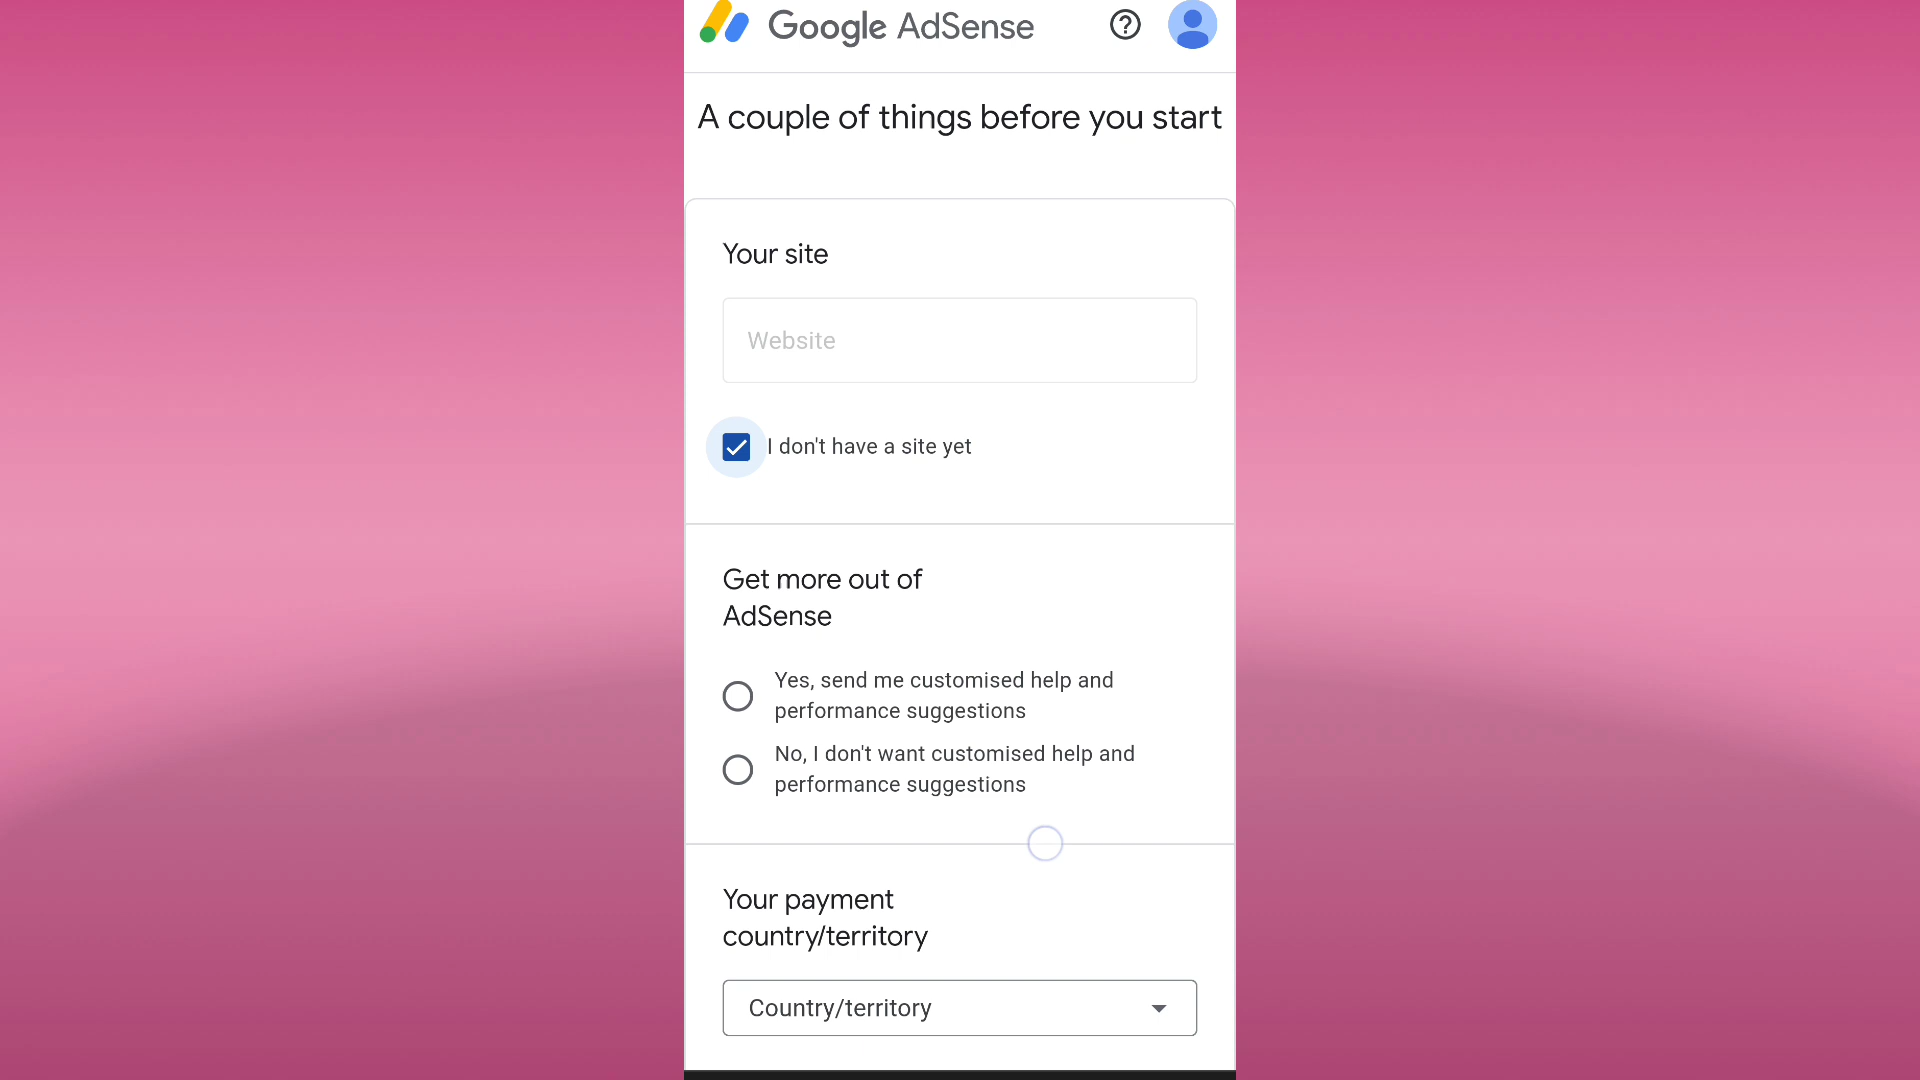 Google AdSense
A couple of things before you start
Your site
Website
I don't have a site yet
Get more out of
AdSense
Yes, send me customised help and
performance suggestions
No, I don't want customised help and
performance suggestions
Your payment
country/territory
Country/territory